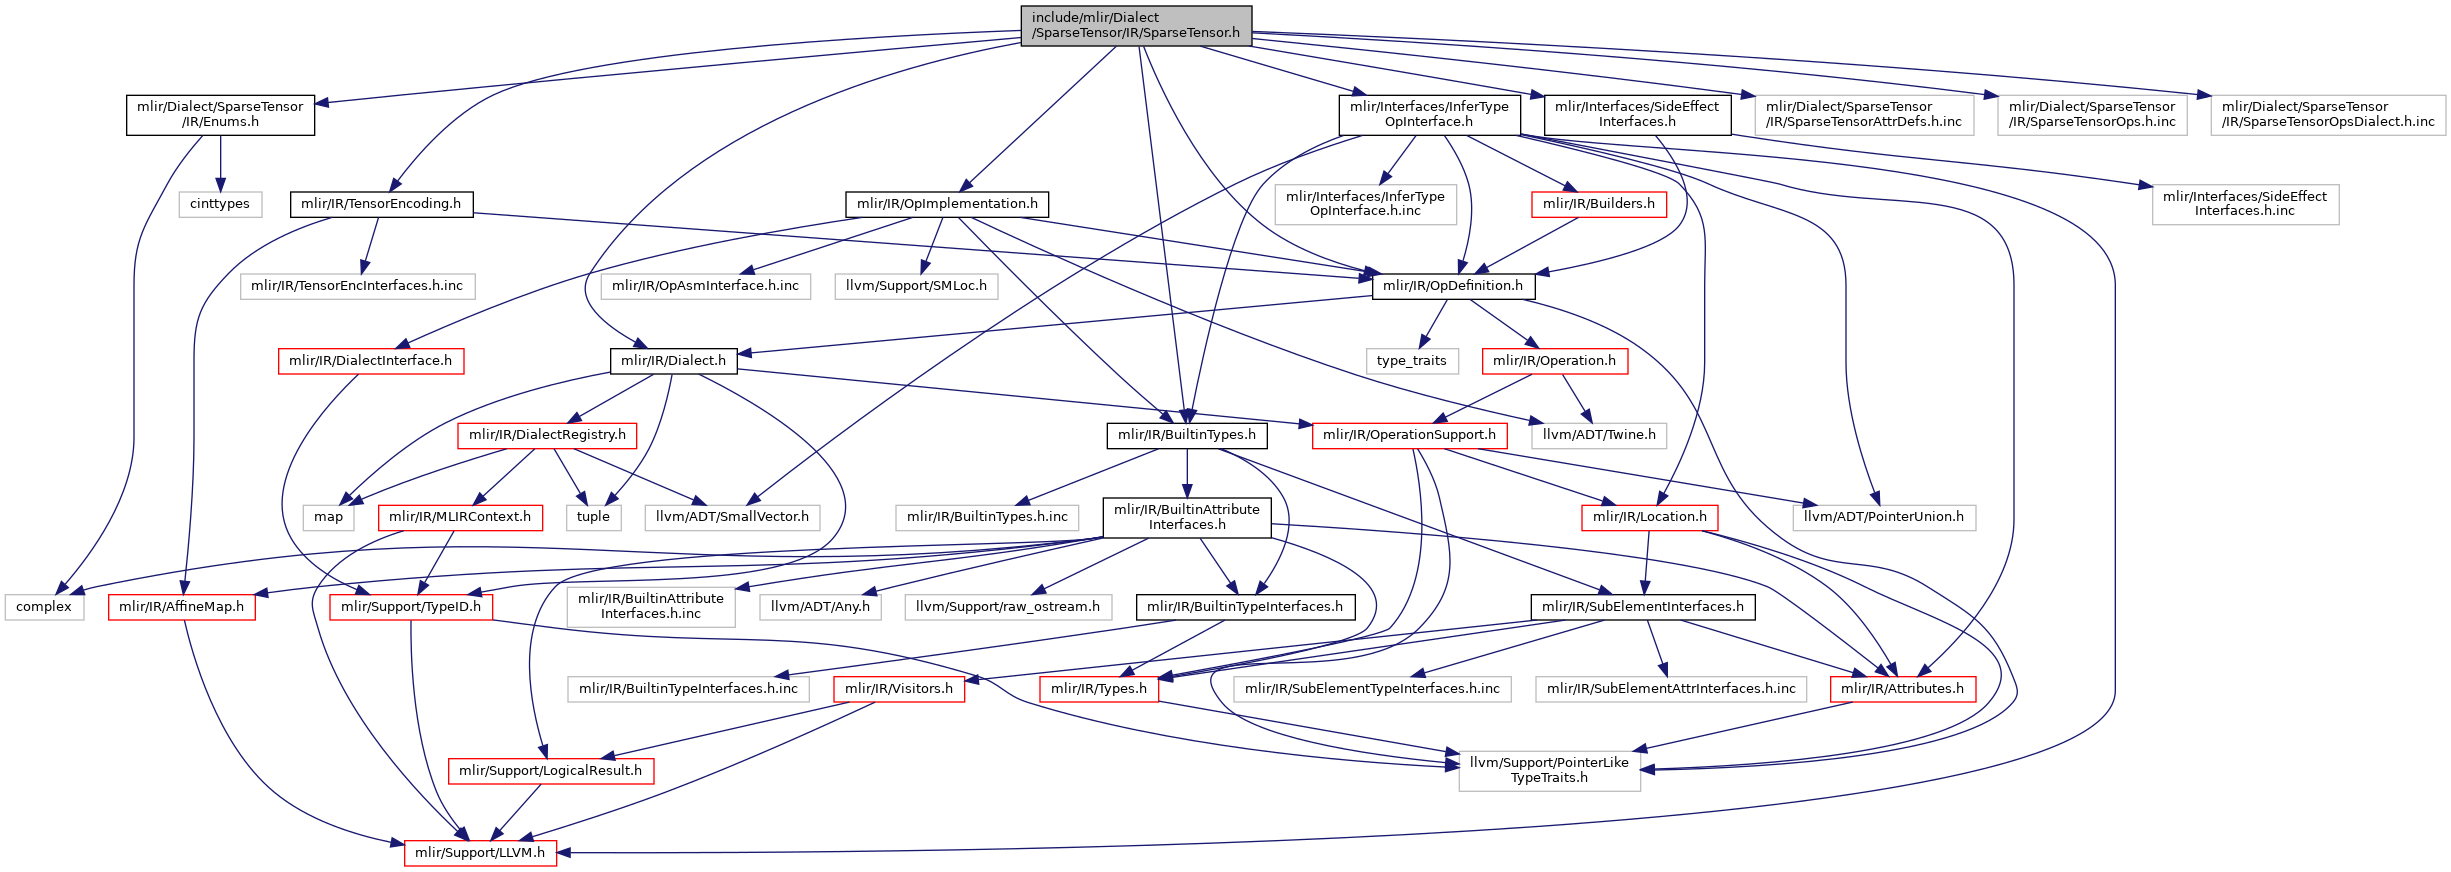 include/mlir/Dialect
/SparseTensor/IR/SparseTensor.h
mlir/Dialect/SparseTensor
/IR/Enums.h
mlir/Interfaces/InferType
OpInterface.h
mlir/Interfaces/SideEffect
Interfaces.h
mlir/Dialect/SparseTensor
/IR/SparseTensorAttrDefs.h.inc
mlir/Dialect/SparseTensor
/IR/SparseTensorOps.h.inc
mlir/Dialect/SparseTensor
/IR/SparseTensorOpsDialect.h.inc
cinttypes
mlir/IR/TensorEncoding.h
mlir/IR/OpImplementation.h
mlir/Interfaces/InferType
OpInterface.h.inc
mlir/IR/Builders.h
mlir/Interfaces/SideEffect
Interfaces.h.inc
mlir/IR/TensorEncInterfaces.h.inc
mlir/IR/OpAsmInterface.h.inc
llvm/Support/SMLoc.h
mlir/IR/OpDefinition.h
mlir/IR/DialectInterface.h
mlir/IR/Dialect.h
type_traits
mlir/IR/Operation.h
mlir/IR/DialectRegistry.h
mlir/IR/BuiltinTypes.h
mlir/IR/OperationSupport.h
llvm/ADT/Twine.h
map
mlir/IR/MLIRContext.h
tuple
llvm/ADT/SmallVector.h
mlir/IR/BuiltinTypes.h.inc
mlir/IR/BuiltinAttribute
Interfaces.h
mlir/IR/Location.h
llvm/ADT/PointerUnion.h
complex
mlir/IR/AffineMap.h
mlir/Support/TypeID.h
mlir/IR/BuiltinAttribute
Interfaces.h.inc
llvm/ADT/Any.h
llvm/Support/raw_ostream.h
mlir/IR/BuiltinTypeInterfaces.h
mlir/IR/SubElementInterfaces.h
mlir/IR/BuiltinTypeInterfaces.h.inc
mlir/IR/Visitors.h
mlir/IR/Types.h
mlir/IR/SubElementTypeInterfaces.h.inc
mlir/IR/SubElementAttrInterfaces.h.inc
mlir/IR/Attributes.h
mlir/Support/LogicalResult.h
llvm/Support/PointerLike
TypeTraits.h
mlir/Support/LLVM.h